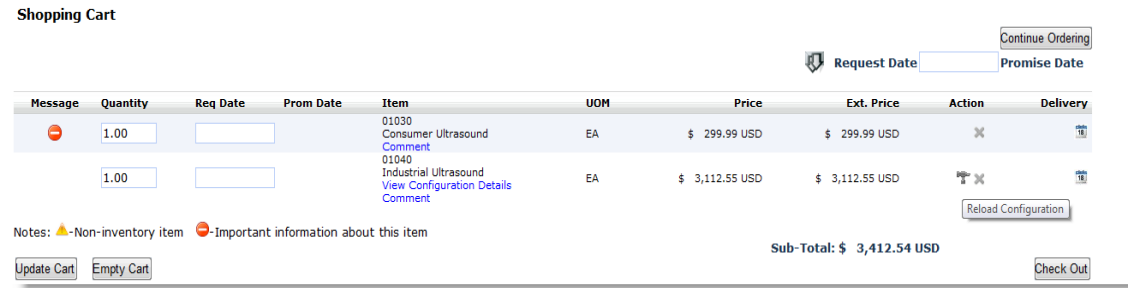 Shopping Cart
Continue Ordering
Request Date Promise Date
Message Quantity Req Date Prom Date Item UOM Price Ext. Price Action Delivery
01030
1.00 Consumer Ultrasound EA $ 299.99 USD $ 299.99 USD 18
Comment
01040
1.00 Industrial Ultrasound EA $ 3,112.55 USD $ 3,112.55 USD 18
View Configuration Details
Comment
Reload Configuration
Notes: -Non-inventory item -Important information about this item
Sub-Total: $ 3,412.54 USD
Update Cart Empty Cart Check Out